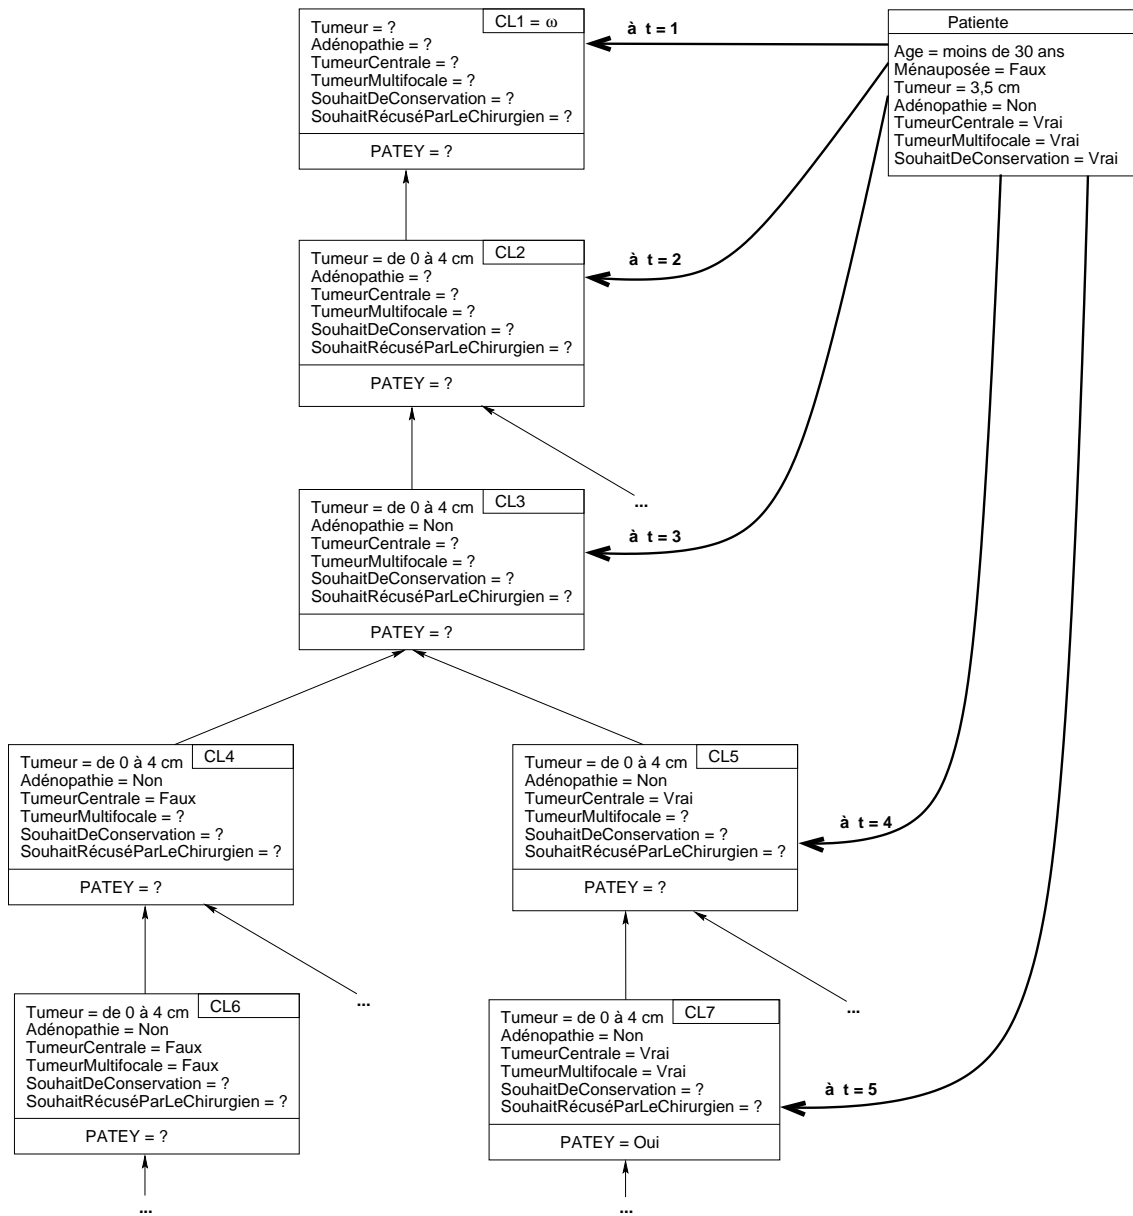 CL1 = ω
Tumeur = ?
Adénopathie = ?
TumeurCentrale = ?
TumeurMultifocale = ?
SouhaitDeConservation = ?
SouhaitRécuséParLeChirurgien = ?
PATEY = ?
à t = 1
Patiente
Age = moins de 30 ans
Ménauposée = Faux
Tumeur = 3,5 cm
Adénopathie = Non
TumeurCentrale = Vrai
TumeurMultifocale = Vrai
SouhaitDeConservation = Vrai
CL2
Tumeur = de 0 à 4 cm
Adénopathie = ?
TumeurCentrale = ?
TumeurMultifocale = ?
SouhaitDeConservation = ?
SouhaitRécuséParLeChirurgien = ?
PATEY = ?
à t = 2
...
CL3
Tumeur = de 0 à 4 cm
Adénopathie = Non
TumeurCentrale = ?
TumeurMultifocale = ?
SouhaitDeConservation = ?
SouhaitRécuséParLeChirurgien = ?
PATEY = ?
à t = 3
CL4
Tumeur = de 0 à 4 cm
Adénopathie = Non
TumeurCentrale = Faux
TumeurMultifocale = ?
SouhaitDeConservation = ?
SouhaitRécuséParLeChirurgien = ?
PATEY = ?
...
CL5
Tumeur = de 0 à 4 cm
Adénopathie = Non
TumeurCentrale = Vrai
TumeurMultifocale = ?
SouhaitDeConservation = ?
SouhaitRécuséParLeChirurgien = ?
PATEY = ?
à t = 4
...
CL6
Tumeur = de 0 à 4 cm
Adénopathie = Non
TumeurCentrale = Faux
TumeurMultifocale = Faux
SouhaitDeConservation = ?
SouhaitRécuséParLeChirurgien = ?
PATEY = ?
...
CL7
Tumeur = de 0 à 4 cm
Adénopathie = Non
TumeurCentrale = Vrai
TumeurMultifocale = Vrai
SouhaitDeConservation = ?
SouhaitRécuséParLeChirurgien = ?
PATEY = Oui
à t = 5
...